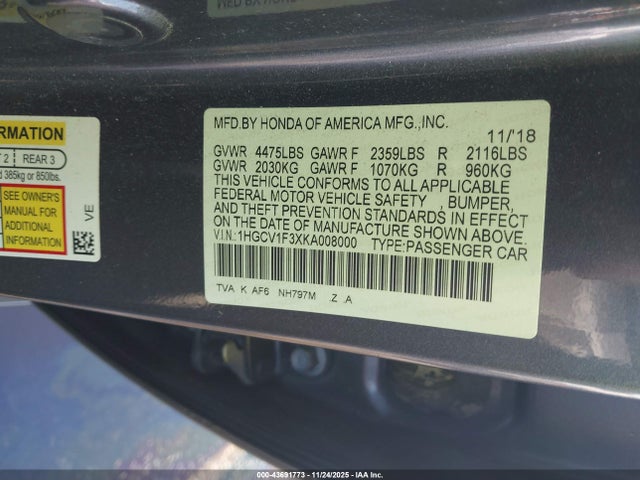 ORMATION
T 2 REAR 3
d 385kg or 850lbs.
SEE OWNER'S
MANUAL FOR
ADDITIONAL
INFORMATION
VE
MFD.BY HONDA OF AMERICA MFG.,INC.
11/'18
GVWR 4475LBS GAWR F 2359LBS R 2116LBS
GVWR 2030KG GAWR F 1070KG R 960KG
THIS VEHICLE CONFORMS TO ALL APPLICABLE
FEDERAL MOTOR VEHICLE SAFETY BUMPER,
AND THEFT PREVENTION STANDARDS IN EFFECT
ON THE DATE OF MANUFACTURE SHOWN ABOVE.
V.I.N.:1HGCV1F3XKA008000 TYPE:PASSENGER CAR
TVA K AF6 NH797M .Z .A
000-43691773 - 11/24/2025 - IAAI INC.